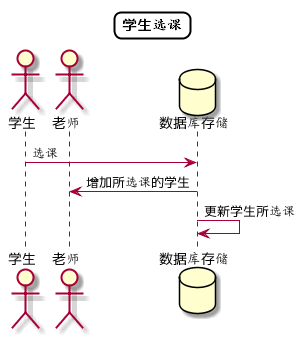 学生选课
学生 老师 数据库存储
选课
增加所选课的学生
更新学生所选课
学生 老师 数据库存储